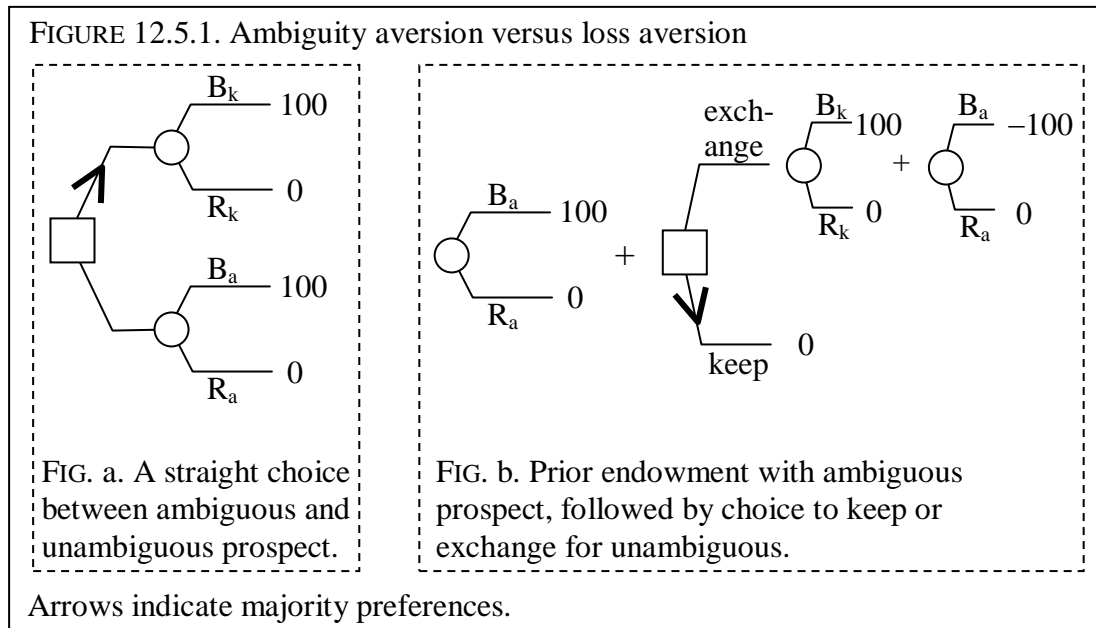 FIGURE 12.5.1. Ambiguity aversion versus loss aversion
Bk
100
Rk
0
Ba
100
Ra
0
FIG. a. A straight choice
between ambiguous and
unambiguous prospect.
Ba
100
Ra
0
+
exch-
ange
keep
0
Bk
100
Rk
0
+
Ba
−100
Ra
0
FIG. b. Prior endowment with ambiguous
prospect, followed by choice to keep or
exchange for unambiguous.
Arrows indicate majority preferences.